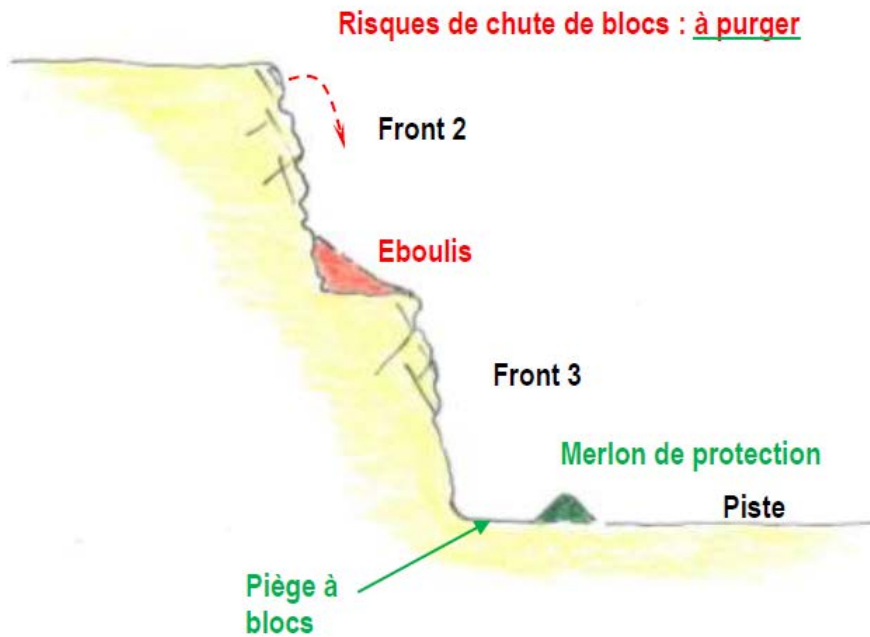 Risques de chute de blocs : à purger
Front 2
Eboulis
Front 3
Merlon de protection
Piste
Piège à
blocs